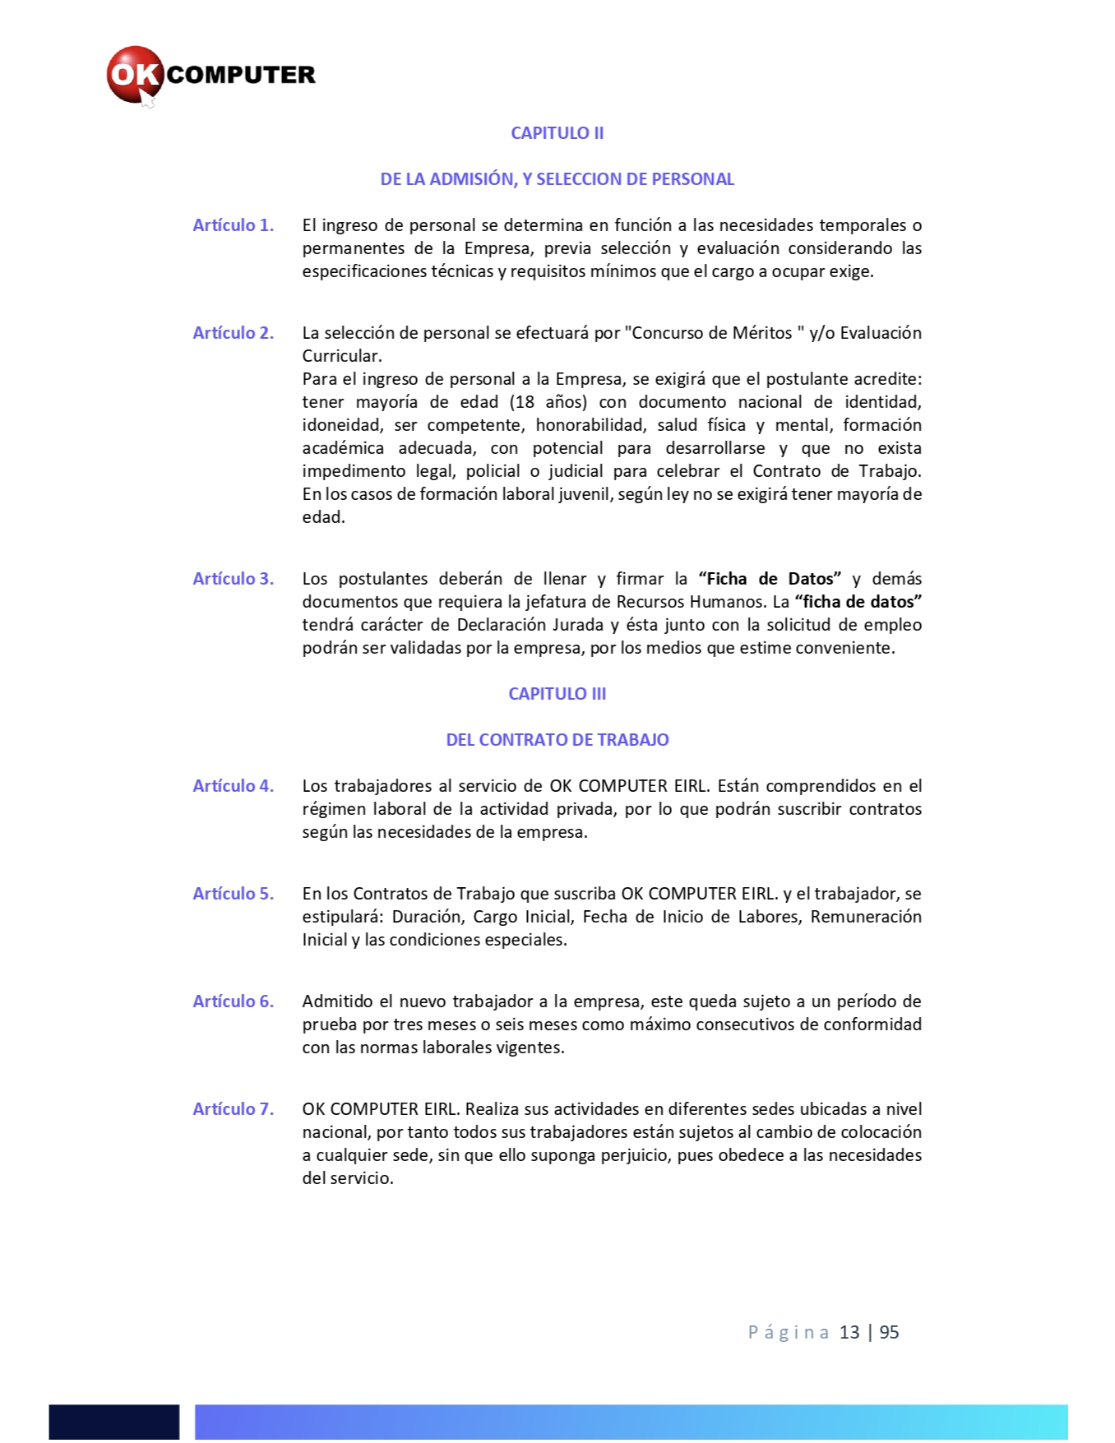 OK COMPUTER
CAPITULO II
DE LA ADMISIÓN, Y SELECCION DE PERSONAL
Artículo 1. El ingreso de personal se determina en función a las necesidades temporales o
permanentes de la Empresa, previa selección y evaluación considerando las
especificaciones técnicas y requisitos mínimos que el cargo a ocupar exige.
Artículo 2. La selección de personal se efectuará por "Concurso de Méritos " y/o Evaluación
Curricular.
Para el ingreso de personal a la Empresa, se exigirá que el postulante acredite:
tener mayoría de edad (18 años) con documento nacional de identidad,
idoneidad, ser competente, honorabilidad, salud física y mental, formación
académica adecuada, con potencial para desarrollarse y que no exista
impedimento legal, policial o judicial para celebrar el Contrato de Trabajo.
En los casos de formación laboral juvenil, según ley no se exigirá tener mayoría de
edad.
Artículo 3. Los postulantes deberán de llenar y firmar la “Ficha de Datos” y demás
documentos que requiera la jefatura de Recursos Humanos. La “ficha de datos”
tendrá carácter de Declaración Jurada y ésta junto con la solicitud de empleo
podrán ser validadas por la empresa, por los medios que estime conveniente.
CAPITULO III
DEL CONTRATO DE TRABAJO
Artículo 4. Los trabajadores al servicio de OK COMPUTER EIRL. Están comprendidos en el
régimen laboral de la actividad privada, por lo que podrán suscribir contratos
según las necesidades de la empresa.
Artículo 5. En los Contratos de Trabajo que suscriba OK COMPUTER EIRL. y el trabajador, se
estipulará: Duración, Cargo Inicial, Fecha de Inicio de Labores, Remuneración
Inicial y las condiciones especiales.
Artículo 6. Admitido el nuevo trabajador a la empresa, este queda sujeto a un período de
prueba por tres meses o seis meses como máximo consecutivos de conformidad
con las normas laborales vigentes.
Artículo 7. OK COMPUTER EIRL. Realiza sus actividades en diferentes sedes ubicadas a nivel
nacional, por tanto todos sus trabajadores están sujetos al cambio de colocación
a cualquier sede, sin que ello suponga perjuicio, pues obedece a las necesidades
del servicio.
Página 13 | 95